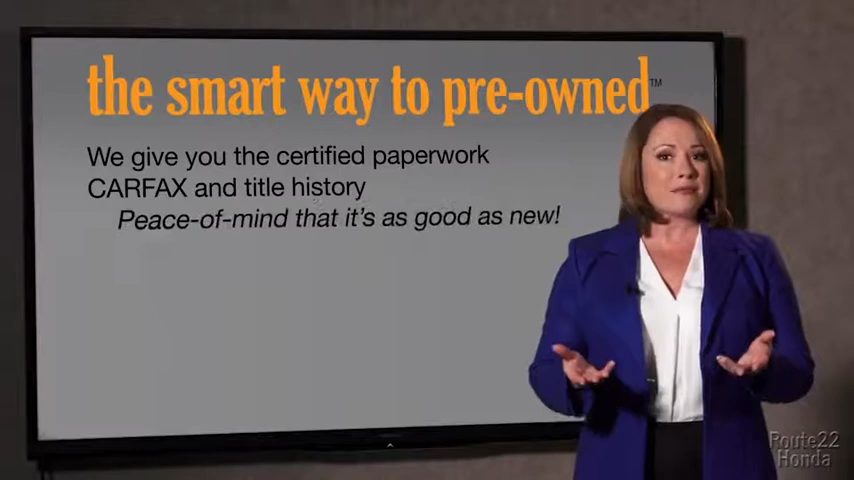 the smart way to pre-owned™
We give you the certified paperwork
CARFAX and title history
Peace-of-mind that it's as good as new!
Route22
Honda